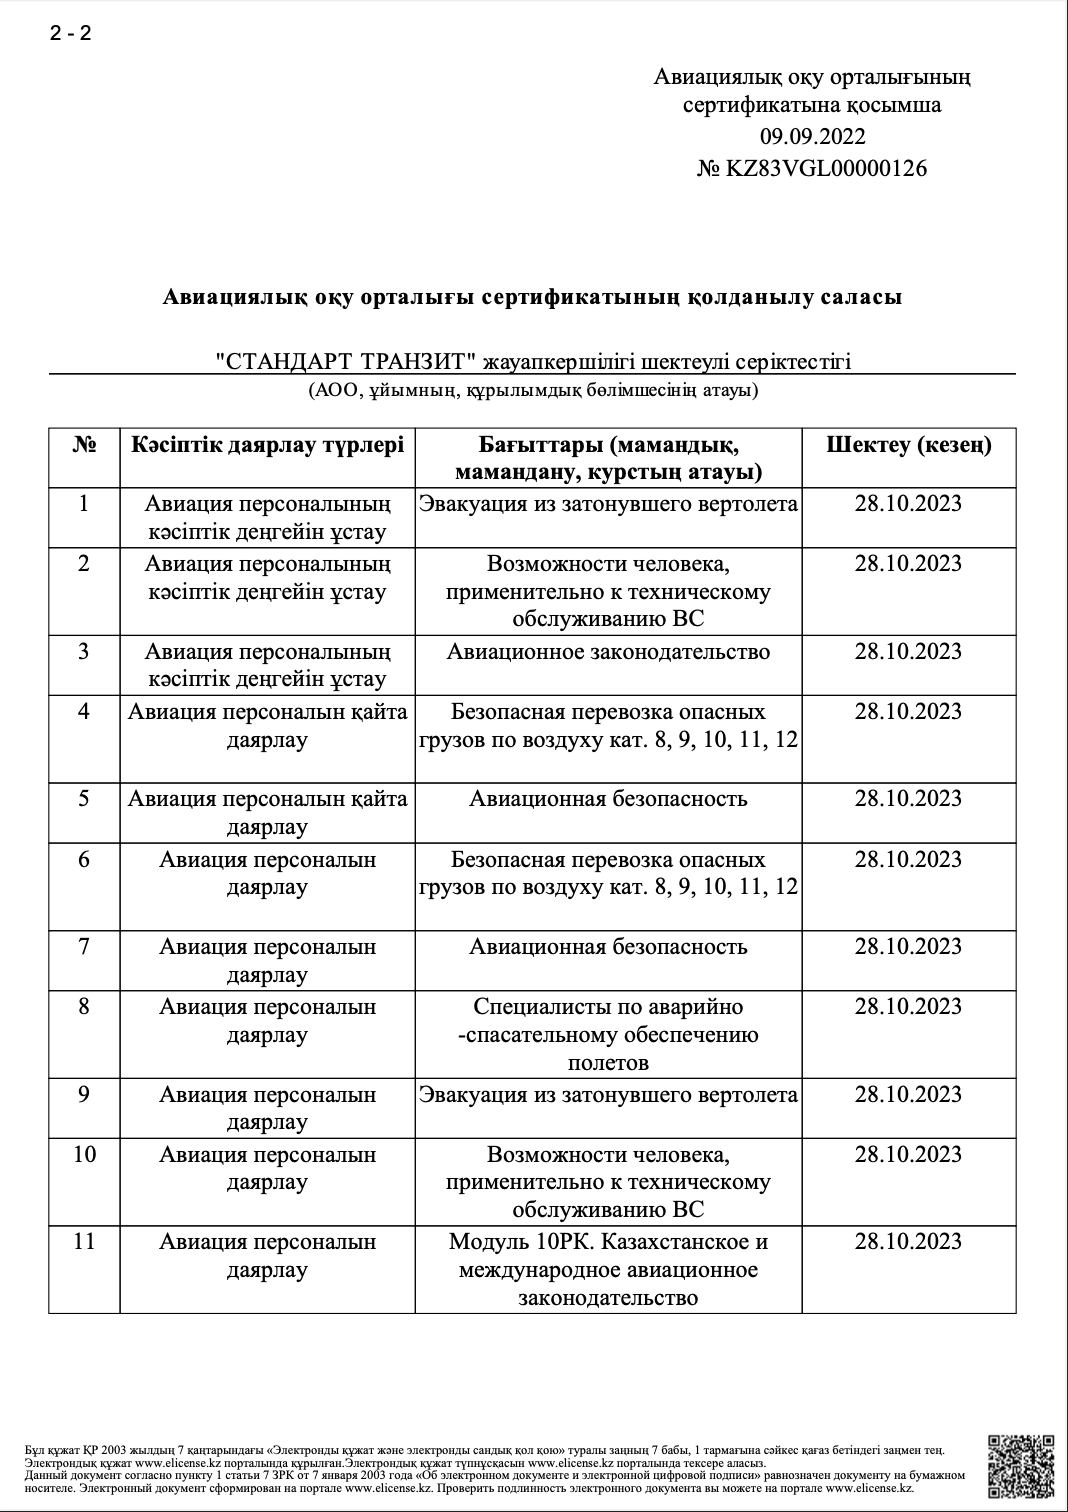 2 - 2
Авиациялық оқу орталығының
сертификатына қосымша
09.09.2022
№ KZ83VGL00000126
Авиациялық оқу орталығы сертификатының қолданылу саласы
"СТАНДАРТ ТРАНЗИТ" жауапкершілігі шектеулі серіктестігі
(АОО, ұйымның, құрылымдық бөлімшесінің атауы)
№ Кәсіптік даярлау түрлері Бағыттары (мамандық, Шектеу (кезең)
мамандану, курстың атауы)
1 Авиация персоналының Эвакуация из затонувшего вертолета 28.10.2023
кәсіптік деңгейін ұстау
2 Авиация персоналының Возможности человека, 28.10.2023
кәсіптік деңгейін ұстау применительно к техническому
обслуживанию ВС
3 Авиация персоналының Авиационное законодательство 28.10.2023
кәсіптік деңгейін ұстау
4 Авиация персоналын қайта Безопасная перевозка опасных 28.10.2023
даярлау грузов по воздуху кат. 8, 9, 10, 11, 12
5 Авиация персоналын қайта Авиационная безопасность 28.10.2023
даярлау
6 Авиация персоналын Безопасная перевозка опасных 28.10.2023
даярлау грузов по воздуху кат. 8, 9, 10, 11, 12
7 Авиация персоналын Авиационная безопасность 28.10.2023
даярлау
8 Авиация персоналын Специалисты по аварийно 28.10.2023
даярлау -спасательному обеспечению
полетов
9 Авиация персоналын Эвакуация из затонувшего вертолета 28.10.2023
даярлау
10 Авиация персоналын Возможности человека, 28.10.2023
даярлау применительно к техническому
обслуживанию ВС
11 Авиация персоналын Модуль 10РК. Казахстанское и 28.10.2023
даярлау международное авиационное
законодательство
Бұл құжат ҚР 2003 жылдың 7 қаңтарындағы «Электронды құжат және электронды сандық қол қою» туралы заңның 7 бабы, 1 тармағына сәйкес қағаз бетіндегі заңмен тең.
Электрондық құжат www.elicense.kz порталында құрылған.Электрондық құжат түпнұсқасын www.elicense.kz порталында тексере аласыз.
Данный документ согласно пункту 1 статьи 7 ЗРК от 7 января 2003 года «Об электронном документе и электронной цифровой подписи» равнозначен документу на бумажном
носителе. Электронный документ сформирован на портале www.elicense.kz. Проверить подлинность электронного документа вы можете на портале www.elicense.kz.